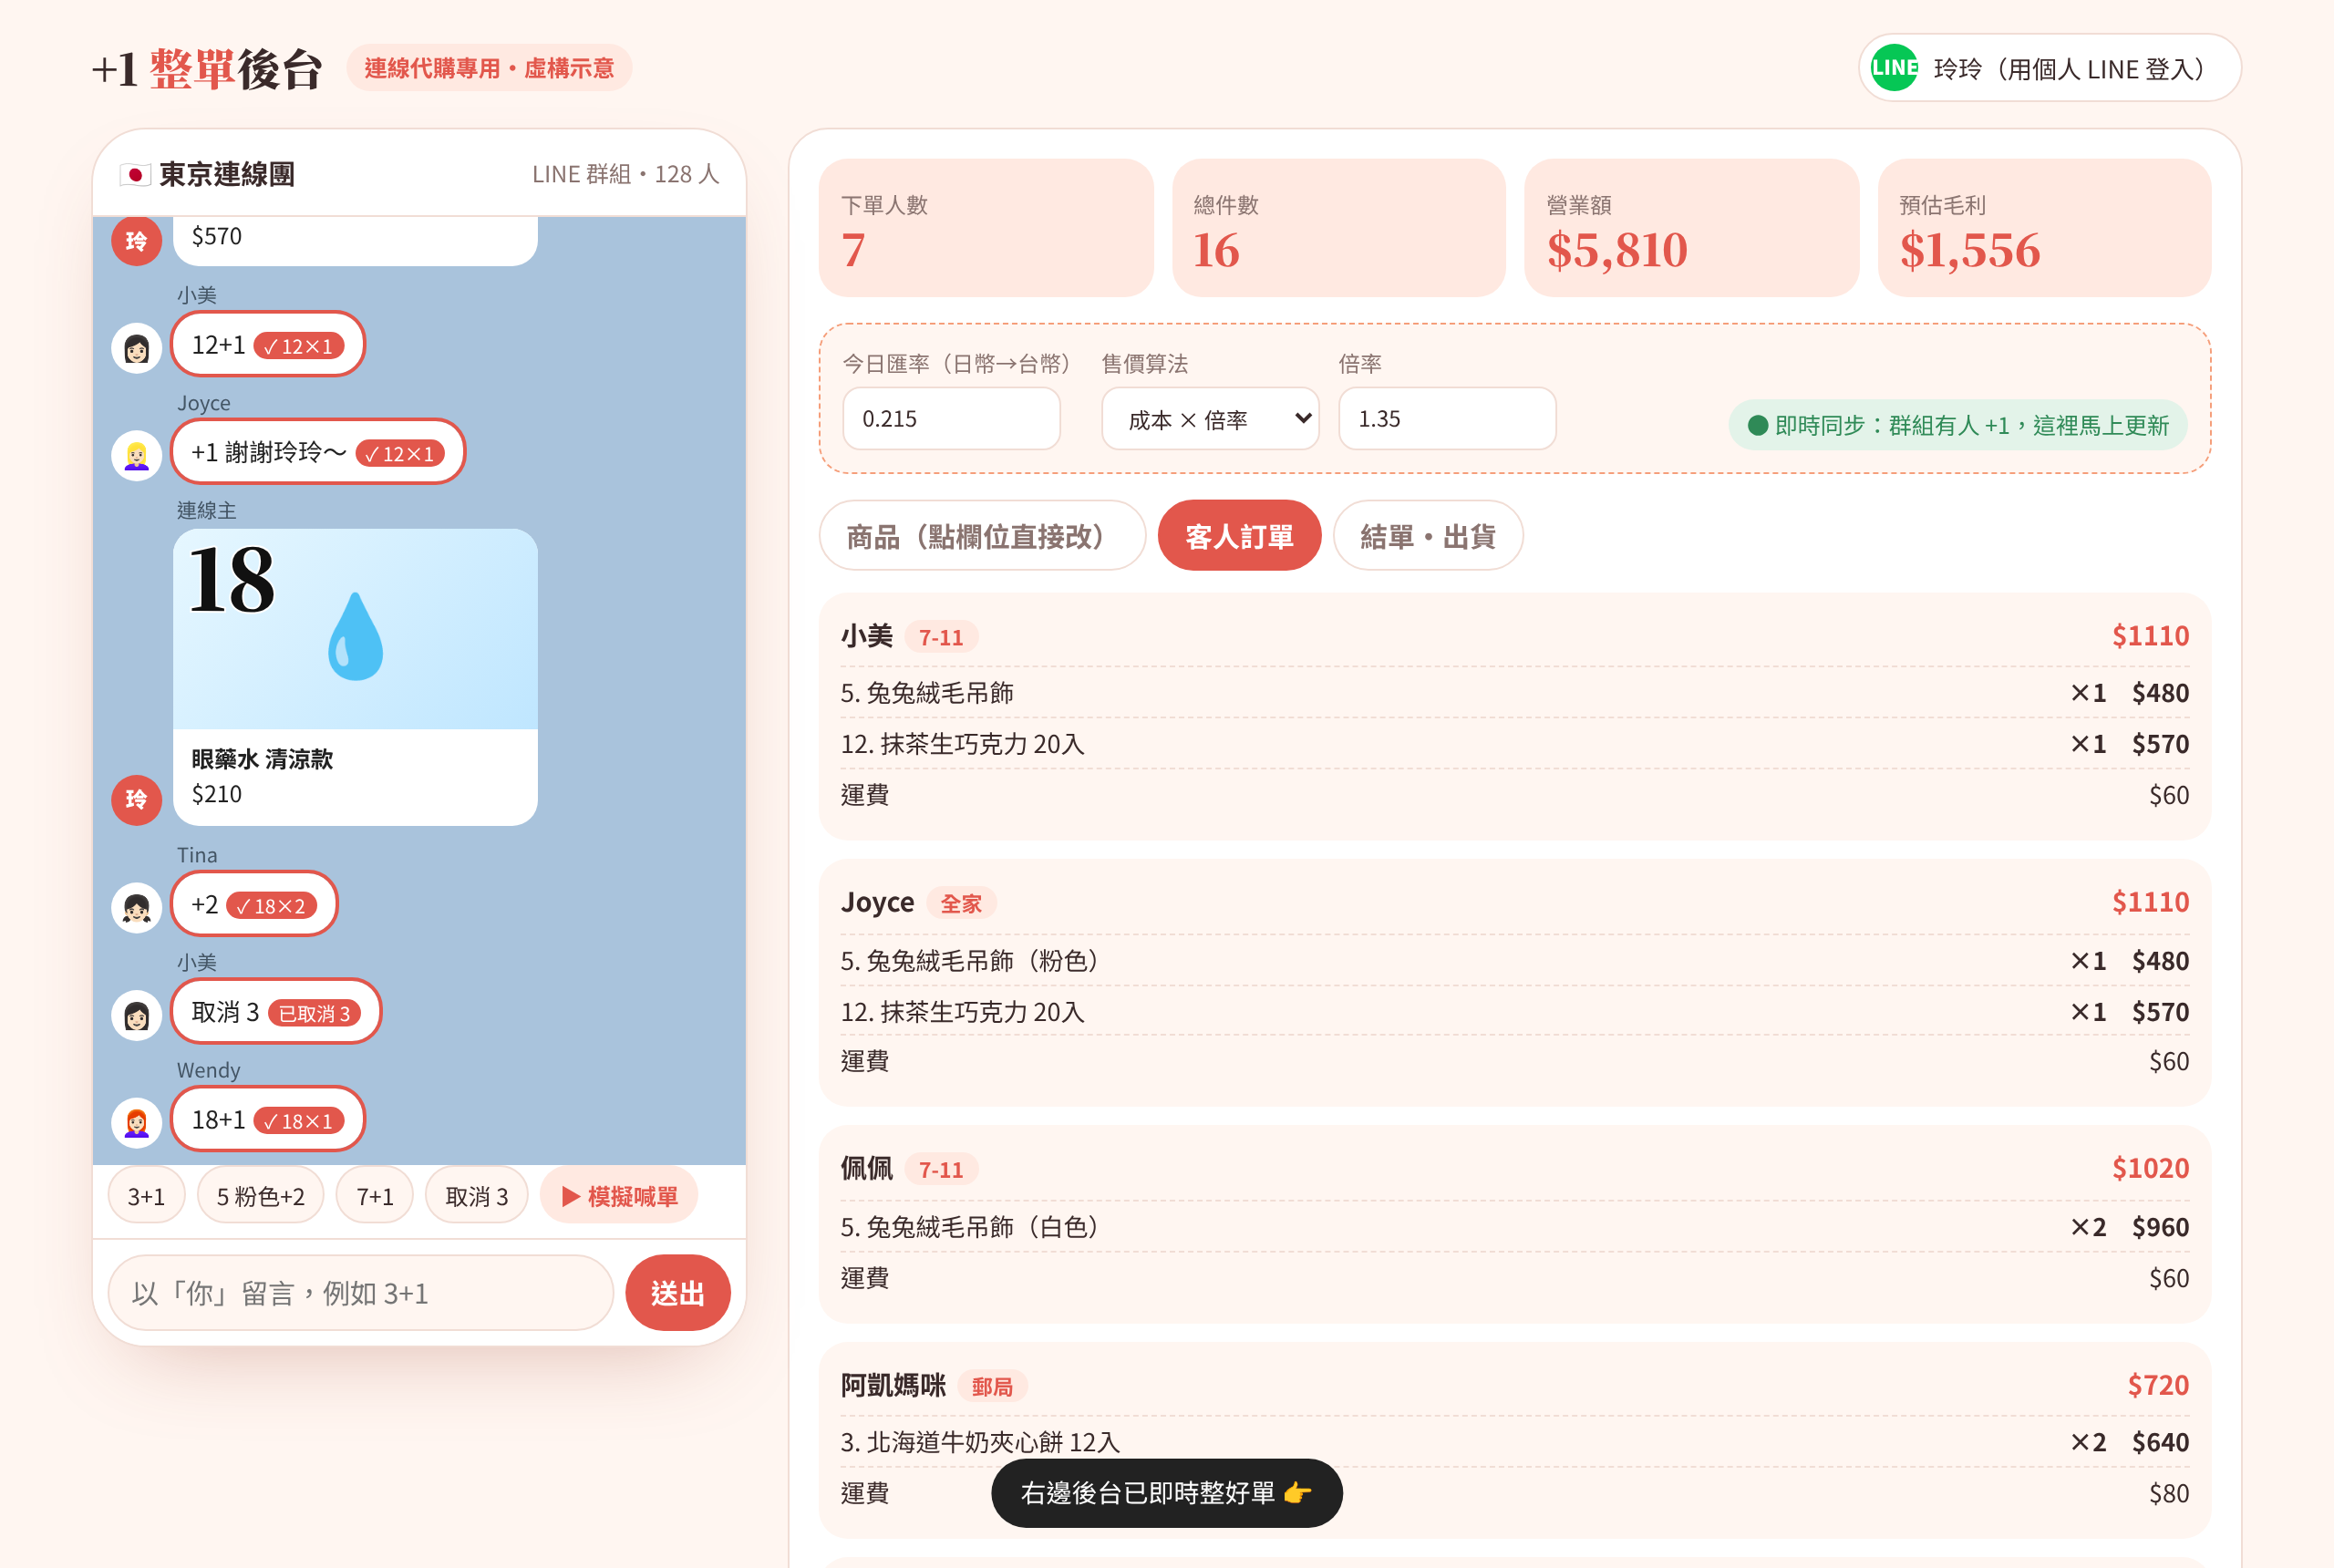 +1 整單後台
連線代購專用・虛構示意
LINE 玲玲（用個人 LINE 登入）
🇯🇵 東京連線團
LINE 群組・128 人
玲
$570
小美
12+1 ✓ 12×1
Joyce
+1 謝謝玲玲～ ✓ 12×1
連線主
18
眼藥水 清涼款
$210
玲
Tina
+2 ✓ 18×2
小美
取消 3 已取消 3
Wendy
18+1 ✓ 18×1
3+1
5 粉色+2
7+1
取消 3
▶ 模擬喊單
以「你」留言，例如 3+1
送出
下單人數
7
總件數
16
營業額
$5,810
預估毛利
$1,556
今日匯率（日幣→台幣）
0.215
售價算法
成本 × 倍率
倍率
1.35
● 即時同步：群組有人 +1，這裡馬上更新
商品（點欄位直接改）
客人訂單
結單・出貨
小美 7-11 $1110
5. 兔兔絨毛吊飾 ×1 $480
12. 抹茶生巧克力 20入 ×1 $570
運費 $60
Joyce 全家 $1110
5. 兔兔絨毛吊飾（粉色） ×1 $480
12. 抹茶生巧克力 20入 ×1 $570
運費 $60
佩佩 7-11 $1020
5. 兔兔絨毛吊飾（白色） ×2 $960
運費 $60
阿凱媽咪 郵局 $720
3. 北海道牛奶夾心餅 12入 ×2 $640
運費 $80
右邊後台已即時整好單 👉